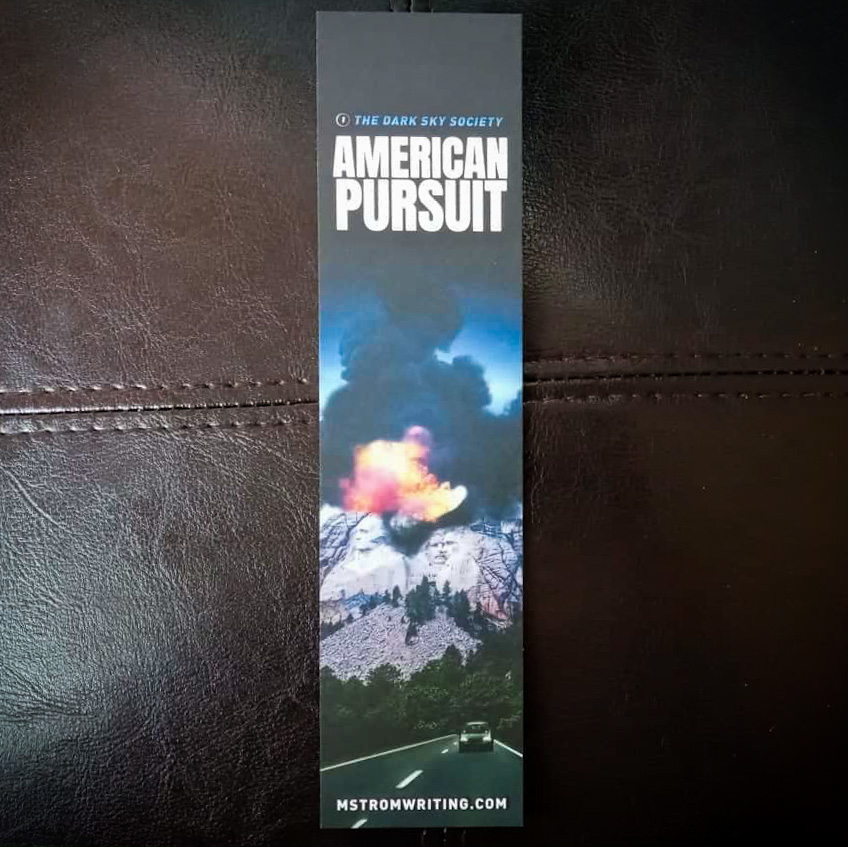 THE DARK SKY SOCIETY
AMERICAN
PURSUIT
MSTROMWRITING.COM